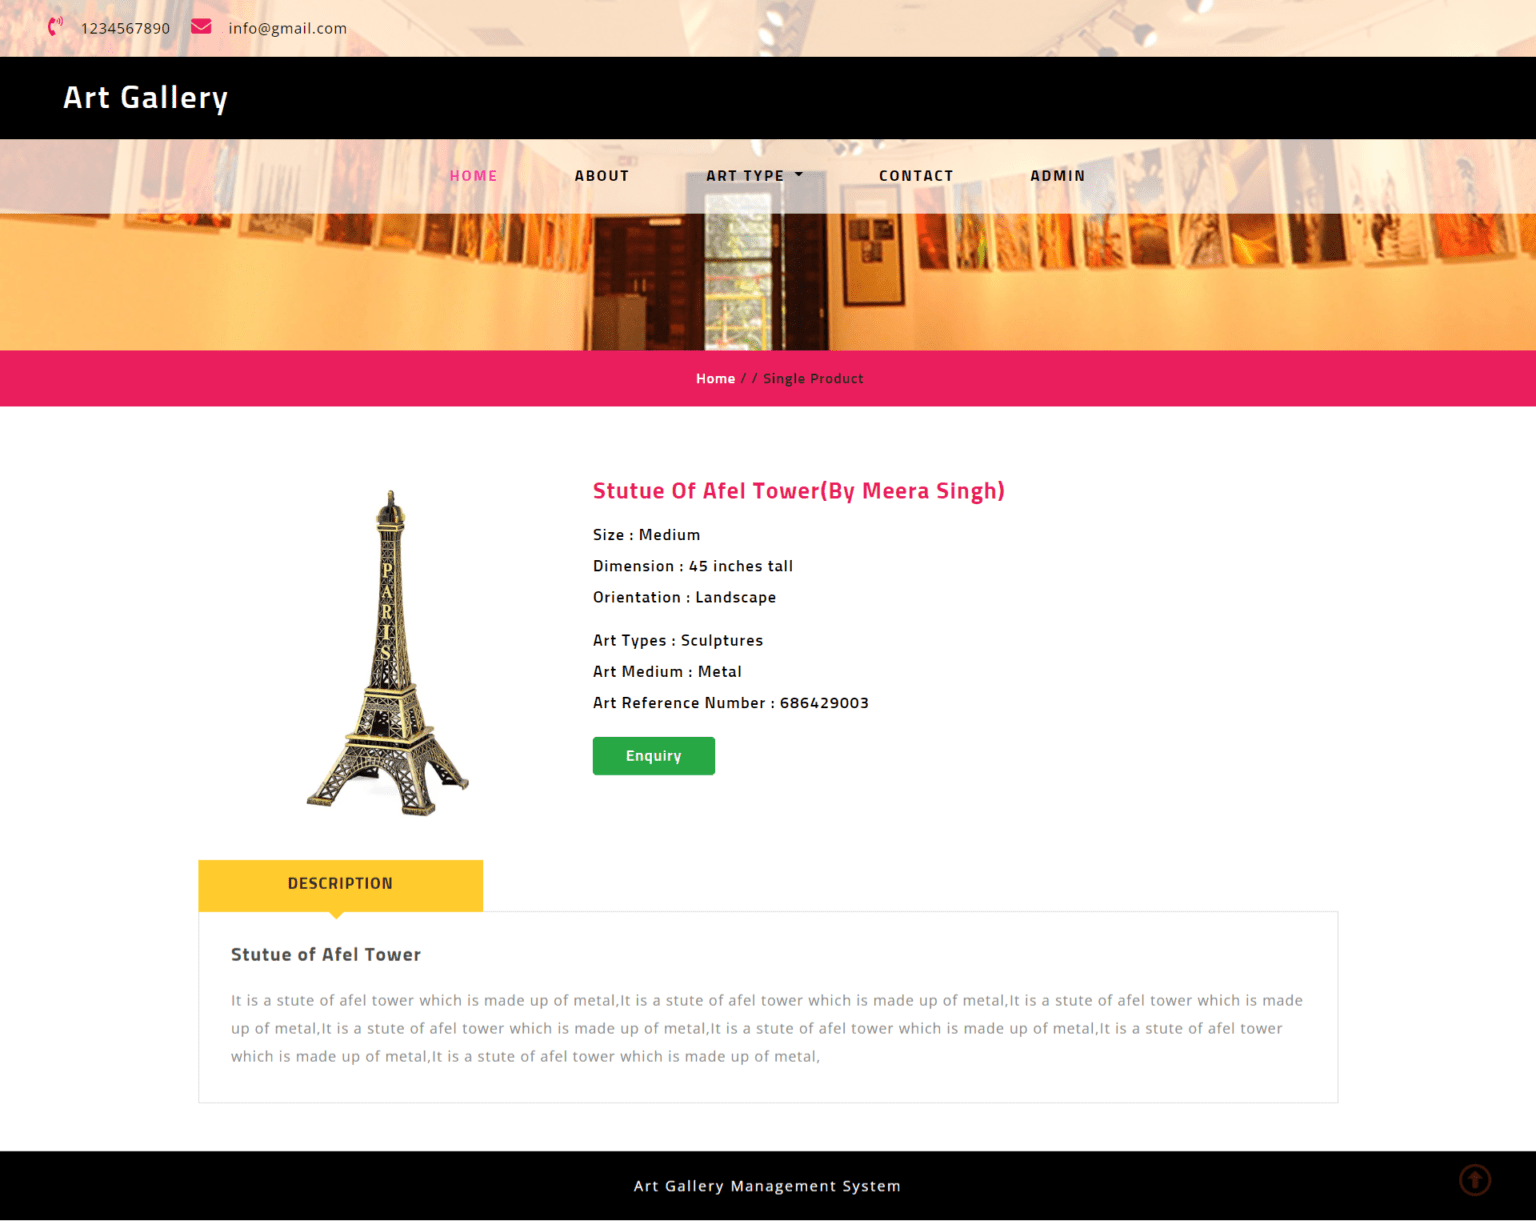 1234567890 info@gmail.com
Art Gallery
HOME ABOUT ART TYPE CONTACT ADMIN
Home / / Single Product
Stutue Of Afel Tower(By Meera Singh)
Size : Medium
Dimension : 45 inches tall
Orientation : Landscape
Art Types : Sculptures
Art Medium : Metal
Art Reference Number : 686429003
Enquiry
PARIS
DESCRIPTION
Stutue of Afel Tower
It is a stute of afel tower which is made up of metal,It is a stute of afel tower which is made up of metal,It is a stute of afel tower which is made
up of metal,It is a stute of afel tower which is made up of metal,It is a stute of afel tower which is made up of metal,It is a stute of afel tower
which is made up of metal,It is a stute of afel tower which is made up of metal,
Art Gallery Management System